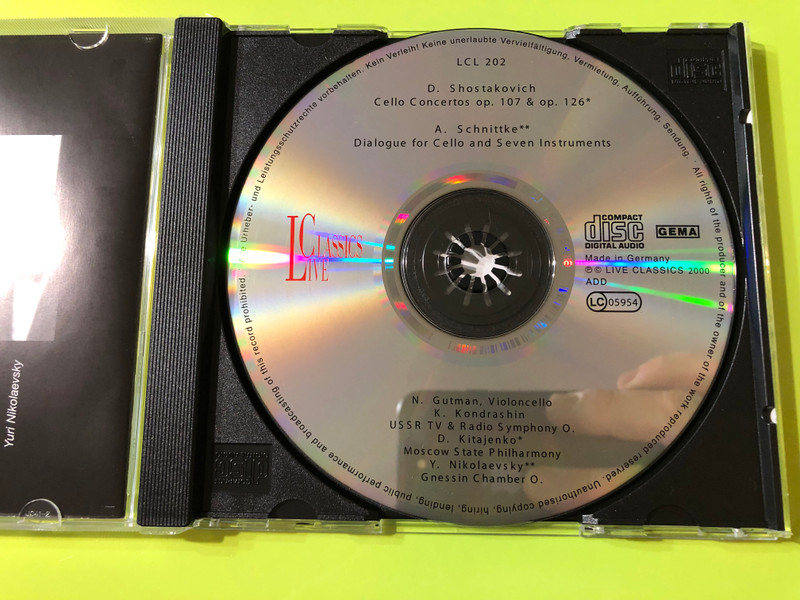 Yuri Nikolaevsky
LCL 202
D. Shostakovich
Cello Concertos op. 107 & op. 126*
A. Schnittke**
Dialogue for Cello and Seven Instruments
LIVE CLASSICS
COMPACT
disc
DIGITAL AUDIO
GEMA
Made in Germany
℗ © LIVE CLASSICS 2000
ADD
LC 05954
N. Gutman, Violoncello
K. Kondrashin
USSR TV & Radio Symphony O.
D. Kitajenko*
Moscow State Philharmony
Y. Nikolaevsky**
Gnessin Chamber O.
Urheber- und Leistungsschutzrechte vorbehalten. Kein Verleih! Keine unerlaubte Vervielfältigung, Vermietung, Aufführung, Sendung. · All rights of the producer and of the owner of the work reproduced reserved. Unauthorised copying, hiring, lending, public performance and broadcasting of this record prohibited.
COMPACT
disc
DIGITAL AUDIO